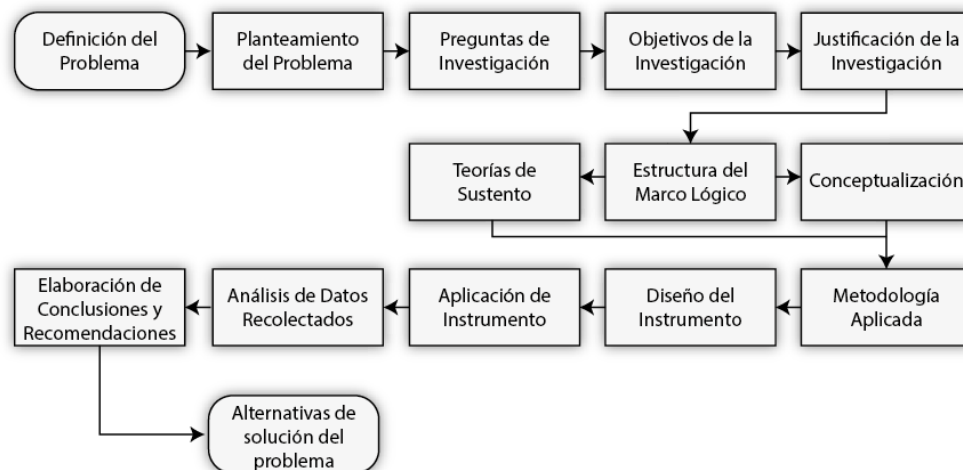 Definición del
Problema
Planteamiento
del Problema
Preguntas de
Investigación
Objetivos de la
Investigación
Justificación de la
Investigación
Teorías de
Sustento
Estructura del
Marco Lógico
Conceptualización
Elaboración de
Conclusiones y
Recomendaciones
Análisis de Datos
Recolectados
Aplicación de
Instrumento
Diseño del
Instrumento
Metodología
Aplicada
Alternativas de
solución del
problema